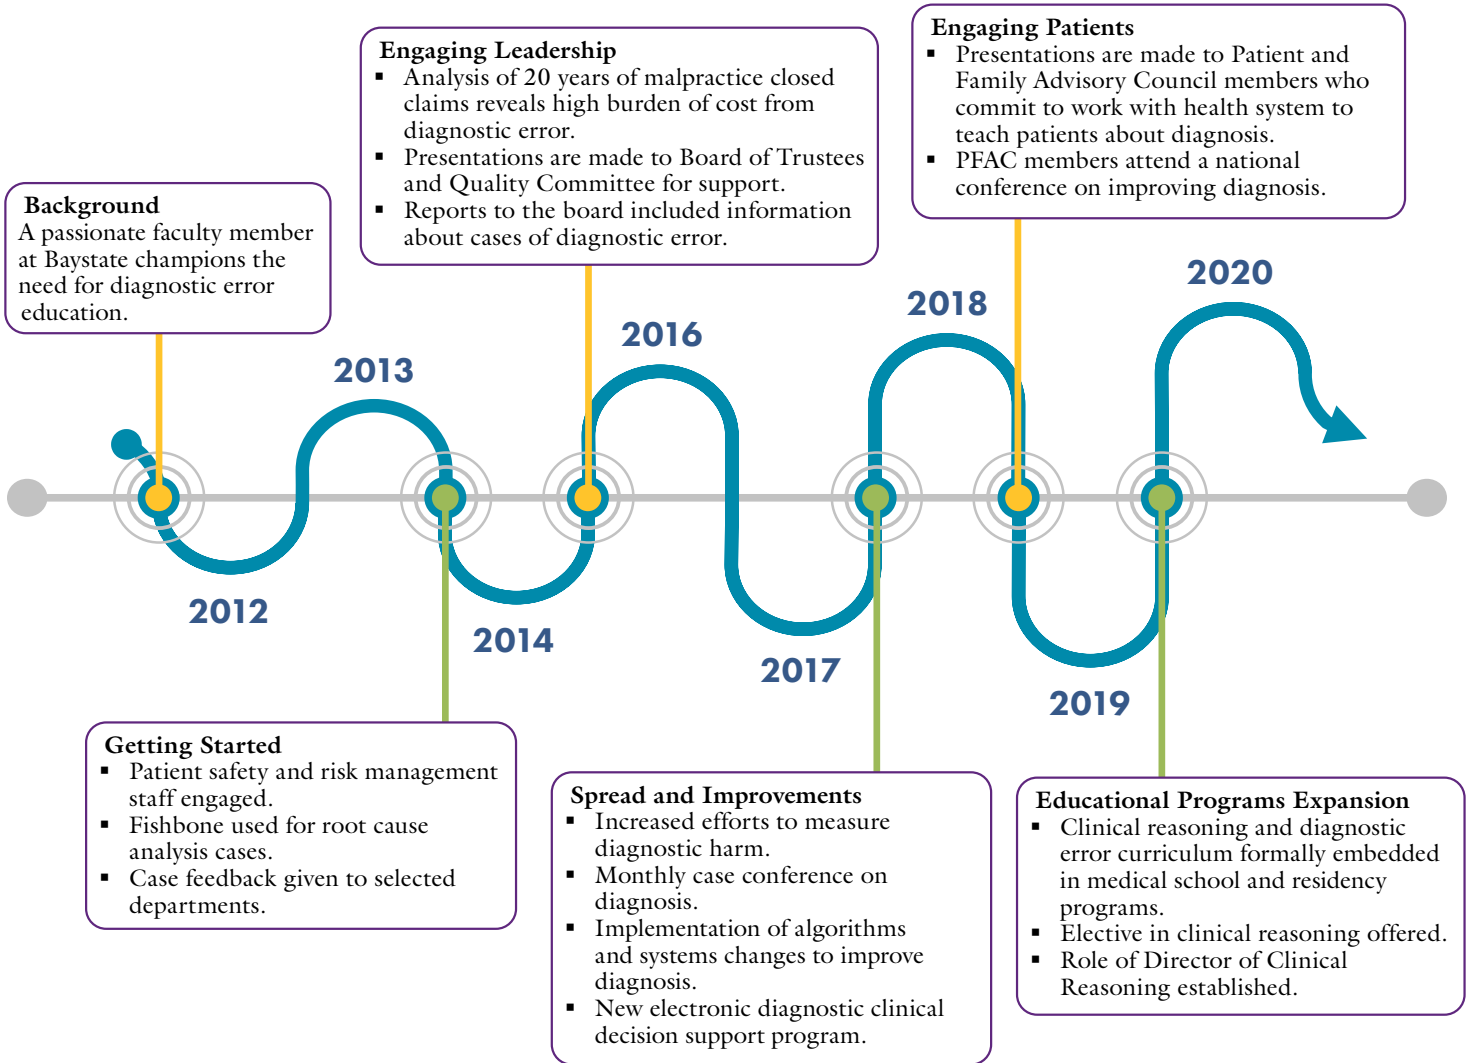 Background
A passionate faculty member
at Baystate champions the
need for diagnostic error
education.
Engaging Leadership
▪ Analysis of 20 years of malpractice closed
claims reveals high burden of cost from
diagnostic error.
▪ Presentations are made to Board of Trustees
and Quality Committee for support.
▪ Reports to the board included information
about cases of diagnostic error.
Engaging Patients
▪ Presentations are made to Patient and
Family Advisory Council members who
commit to work with health system to
teach patients about diagnosis.
▪ PFAC members attend a national
conference on improving diagnosis.
2012
2013
2014
2016
2017
2018
2019
2020
Getting Started
▪ Patient safety and risk management
staff engaged.
▪ Fishbone used for root cause
analysis cases.
▪ Case feedback given to selected
departments.
Spread and Improvements
▪ Increased efforts to measure
diagnostic harm.
▪ Monthly case conference on
diagnosis.
▪ Implementation of algorithms
and systems changes to improve
diagnosis.
▪ New electronic diagnostic clinical
decision support program.
Educational Programs Expansion
▪ Clinical reasoning and diagnostic
error curriculum formally embedded
in medical school and residency
programs.
▪ Elective in clinical reasoning offered.
▪ Role of Director of Clinical
Reasoning established.